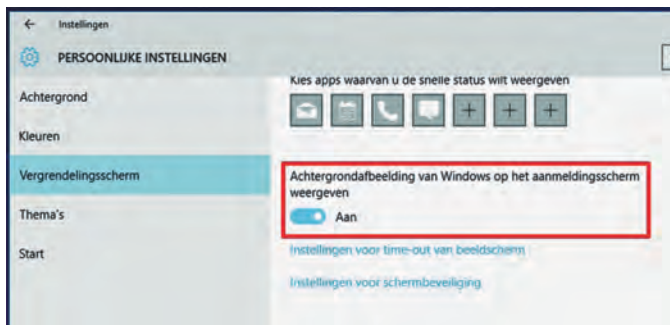 Instellingen
PERSOONLIJKE INSTELLINGEN
Achtergrond
Kleuren
Vergrendelingsscherm
Thema's
Start
Kies apps waarvan u de snelle status wilt weergeven
Achtergrondafbeelding van Windows op het aanmeldingsscherm
weergeven
Aan
Instellingen voor time-out van beeldscherm
Instellingen voor schermbeveiliging